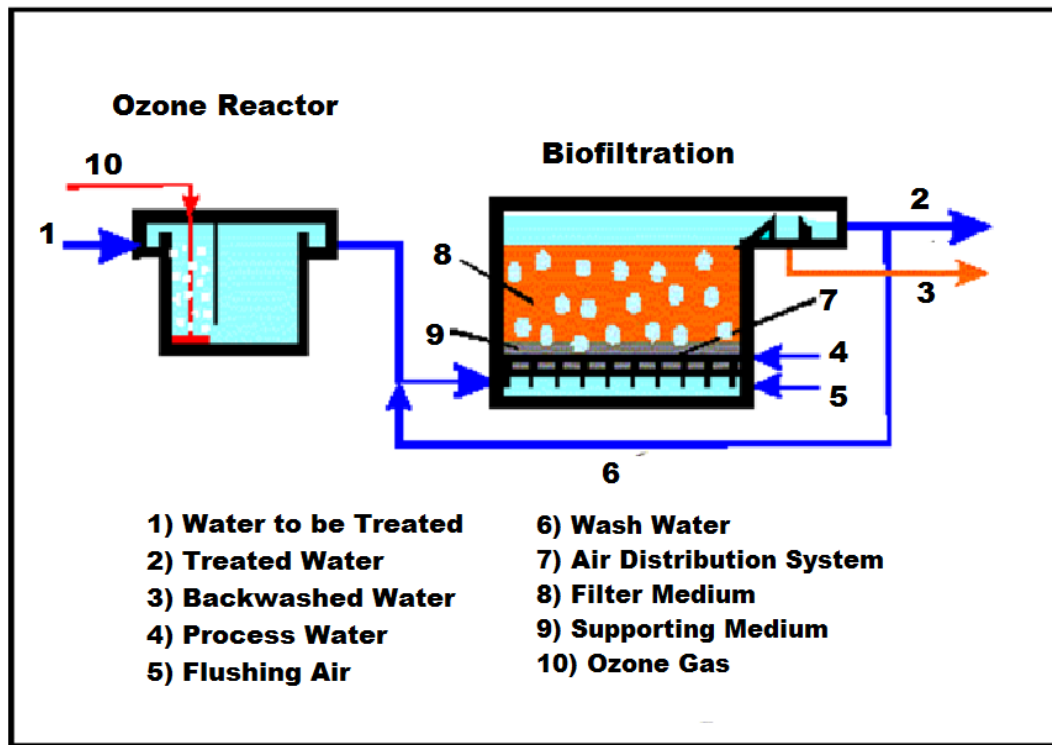 Ozone Reactor
Biofiltration
10
2
1
8
7
3
9
4
5
6
1) Water to be Treated
2) Treated Water
3) Backwashed Water
4) Process Water
5) Flushing Air
6) Wash Water
7) Air Distribution System
8) Filter Medium
9) Supporting Medium
10) Ozone Gas